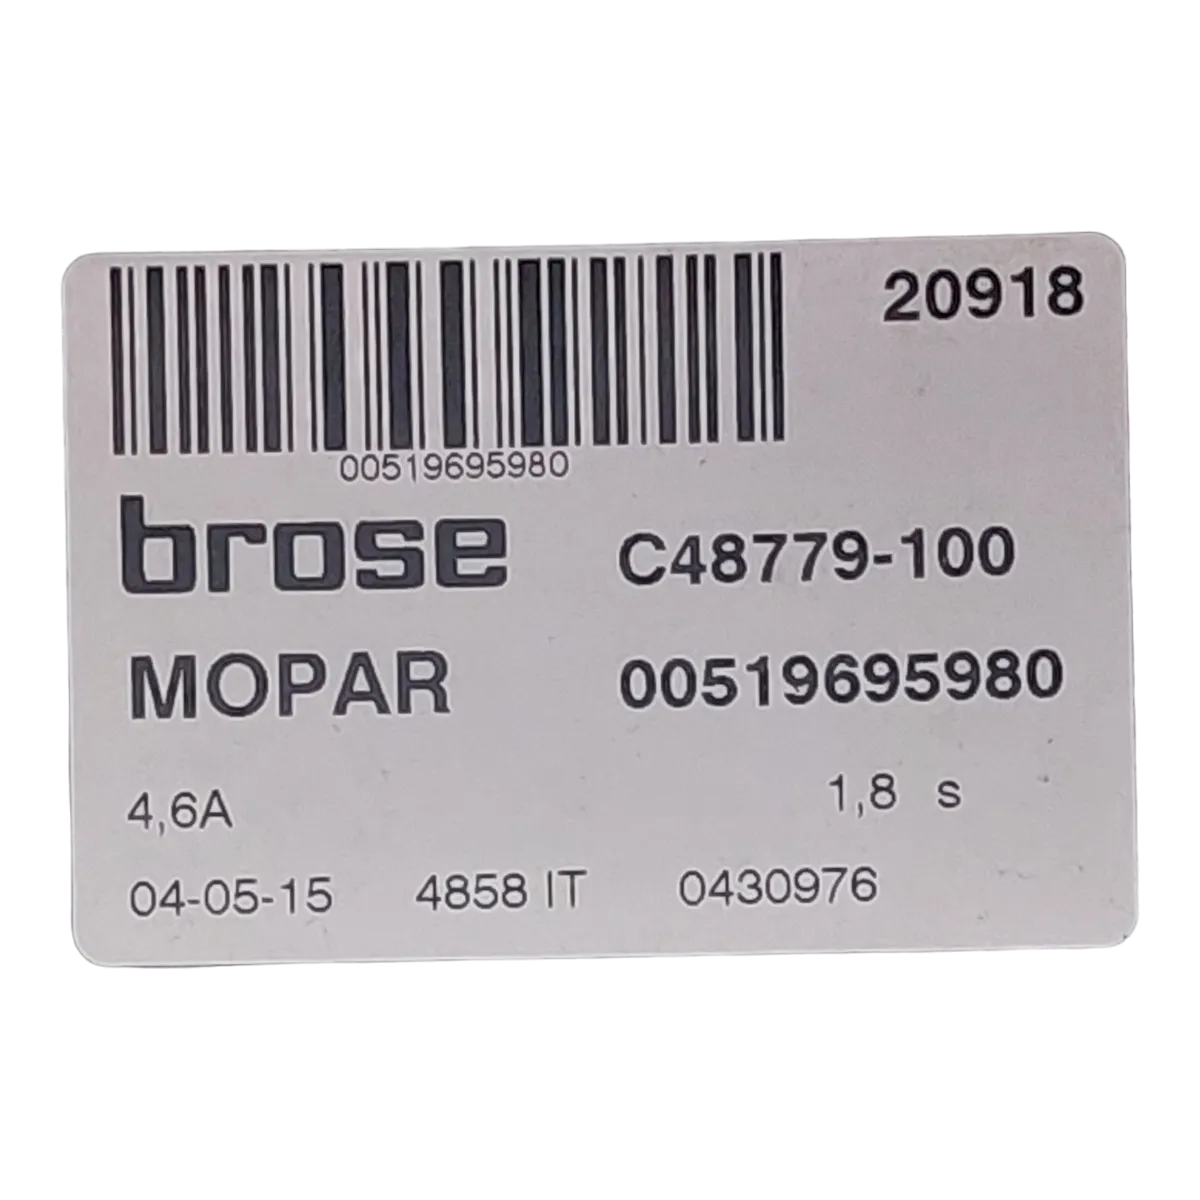 20918
00519695980
brose C48779-100
MOPAR 00519695980
4,6A 1,8 s
04-05-15 4858 IT 0430976